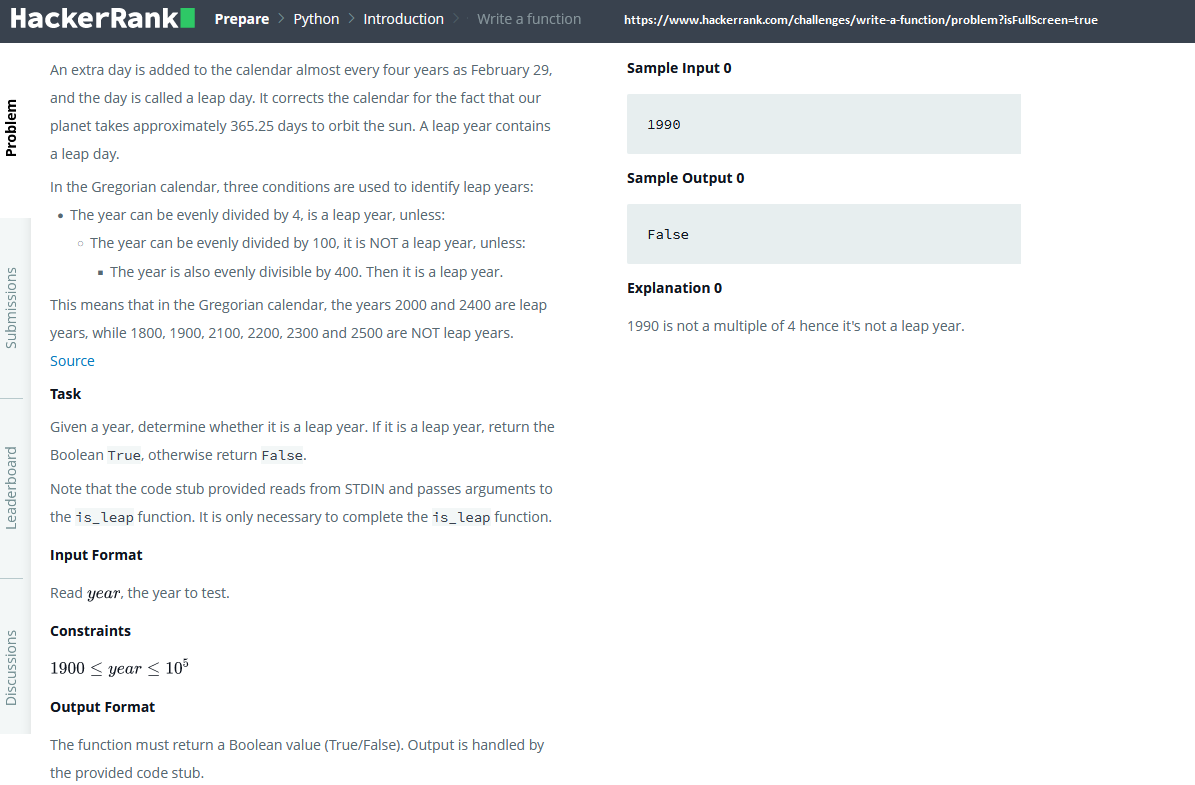 HackerRank
Prepare > Python > Introduction > Write a function
https://www.hackerrank.com/challenges/write-a-function/problem?isFullScreen=true
Problem
Submissions
Leaderboard
Discussions
An extra day is added to the calendar almost every four years as February 29,
and the day is called a leap day. It corrects the calendar for the fact that our
planet takes approximately 365.25 days to orbit the sun. A leap year contains
a leap day.
In the Gregorian calendar, three conditions are used to identify leap years:
• The year can be evenly divided by 4, is a leap year, unless:
◦ The year can be evenly divided by 100, it is NOT a leap year, unless:
▪ The year is also evenly divisible by 400. Then it is a leap year.
This means that in the Gregorian calendar, the years 2000 and 2400 are leap
years, while 1800, 1900, 2100, 2200, 2300 and 2500 are NOT leap years.
Source
Task
Given a year, determine whether it is a leap year. If it is a leap year, return the
Boolean True, otherwise return False.
Note that the code stub provided reads from STDIN and passes arguments to
the is_leap function. It is only necessary to complete the is_leap function.
Input Format
Read year, the year to test.
Constraints
1900 ≤ year ≤ 10⁵
Output Format
The function must return a Boolean value (True/False). Output is handled by
the provided code stub.
Sample Input 0
1990
Sample Output 0
False
Explanation 0
1990 is not a multiple of 4 hence it's not a leap year.